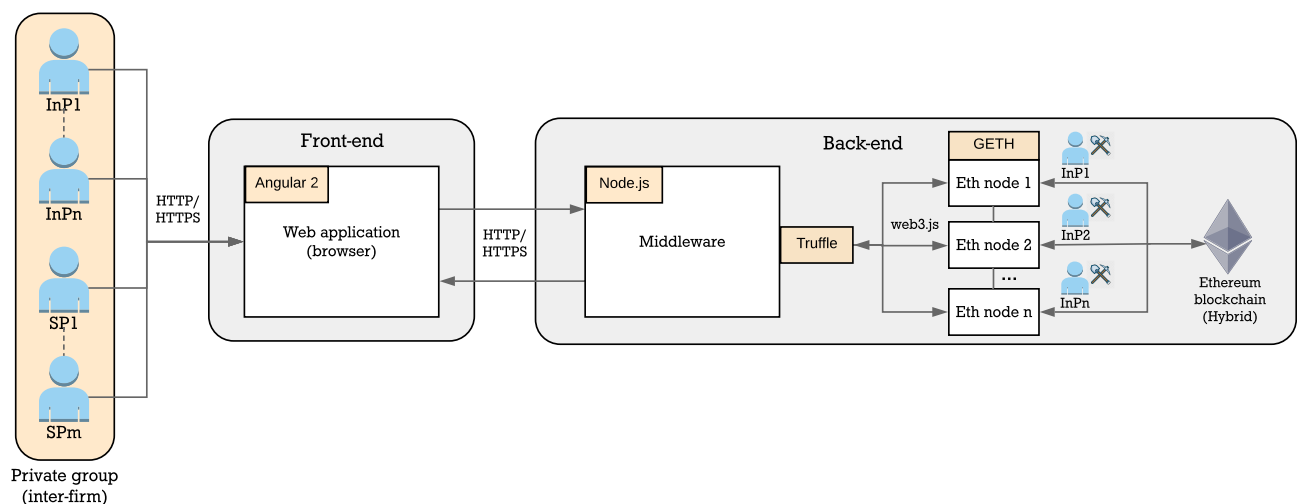 InP1
InPn
SP1
SPm
Private group
(inter-firm)
HTTP/
HTTPS
Front-end
Angular 2
Web application
(browser)
HTTP/
HTTPS
Back-end
Node.js
Middleware
Truffle
web3.js
GETH
Eth node 1
Eth node 2
...
Eth node n
InP1
InP2
InPn
Ethereum
blockchain
(Hybrid)